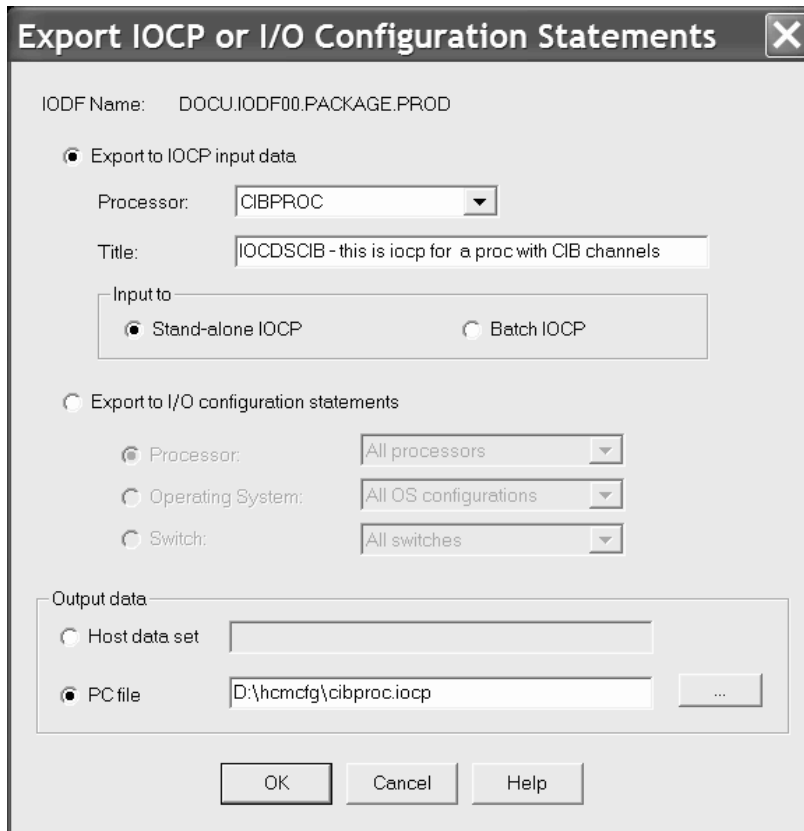 Export IOCP or I/O Configuration Statements
IODF Name: DOCU.IODF00.PACKAGE.PROD
Export to IOCP input data
Processor: CIBPROC
Title: IOCDSCIB - this is iocp for a proc with CIB channels
Input to
Stand-alone IOCP Batch IOCP
Export to I/O configuration statements
Processor: All processors
Operating System: All OS configurations
Switch: All switches
Output data
Host data set
PC file D:\hcmcfg\cibproc.iocp ...
OK Cancel Help